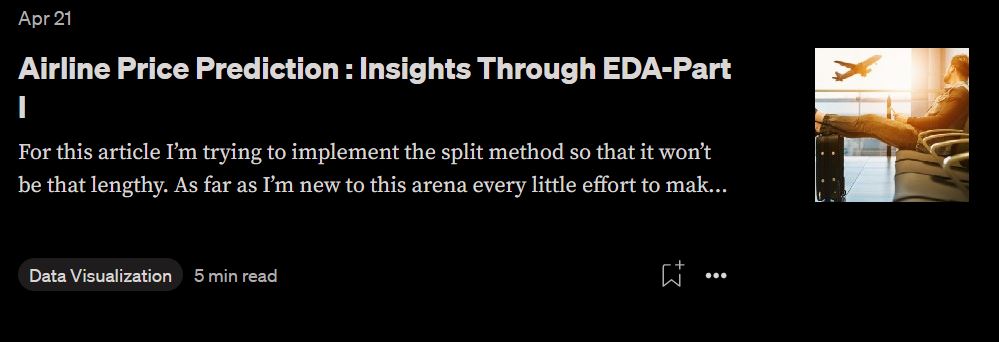 Apr 21
Airline Price Prediction : Insights Through EDA-Part
I
For this article I’m trying to implement the split method so that it won’t
be that lengthy. As far as I’m new to this arena every little effort to mak…
Data Visualization 5 min read